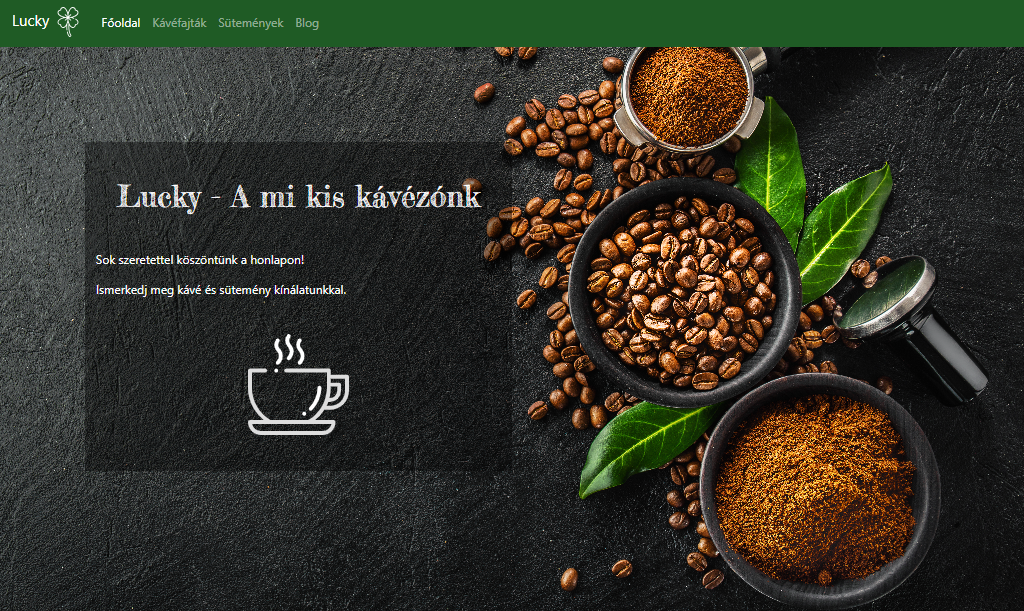 Lucky
Főoldal Kávéfajták Sütemények Blog
Lucky - A mi kis kávézónk
Sok szeretettel köszöntünk a honlapon!
Ismerkedj meg kávé és sütemény kínálatunkkal.